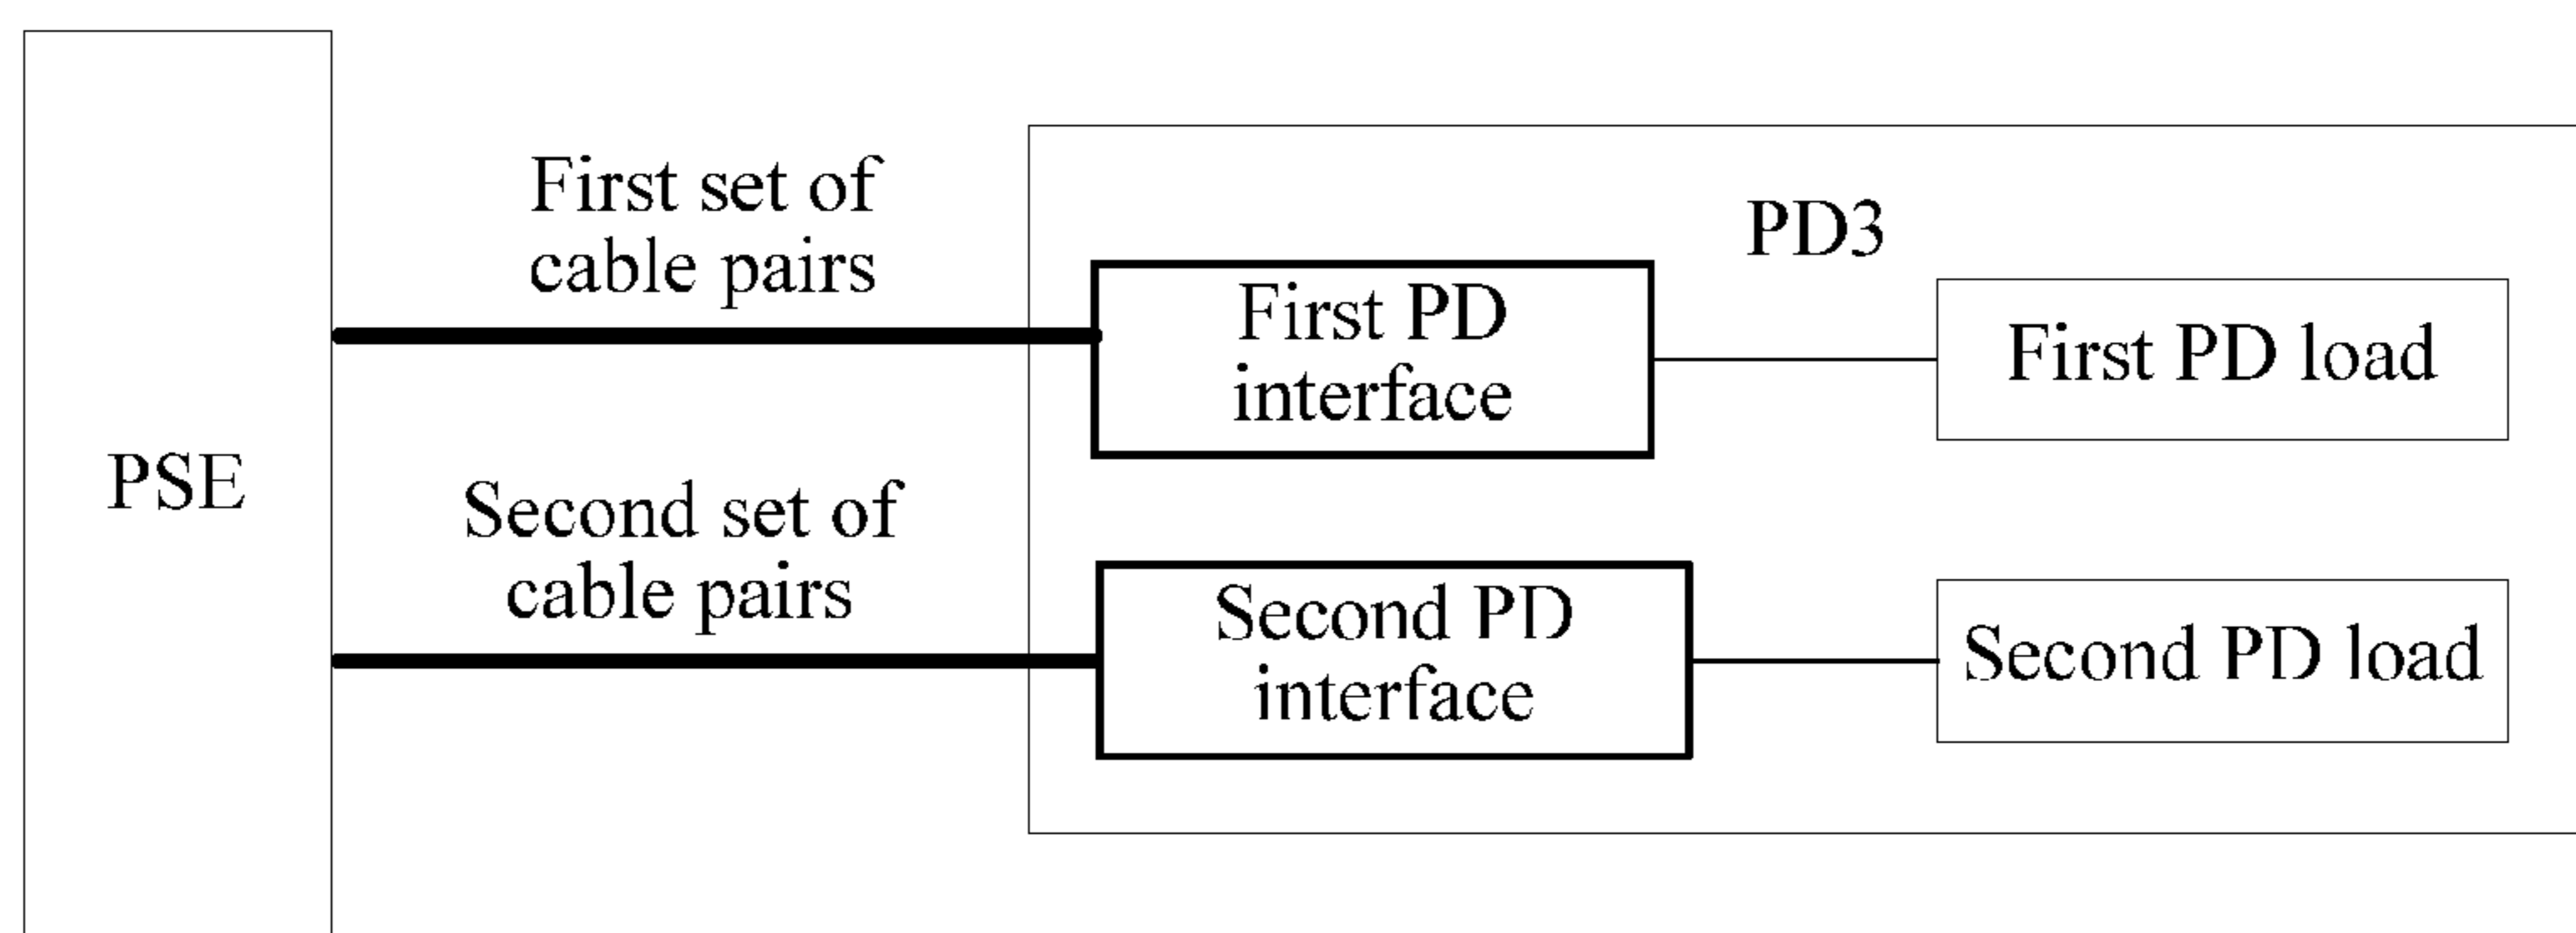 PSE
First set of
cable pairs
Second set of
cable pairs
PD3
First PD
interface
First PD load
Second PD
interface
Second PD load